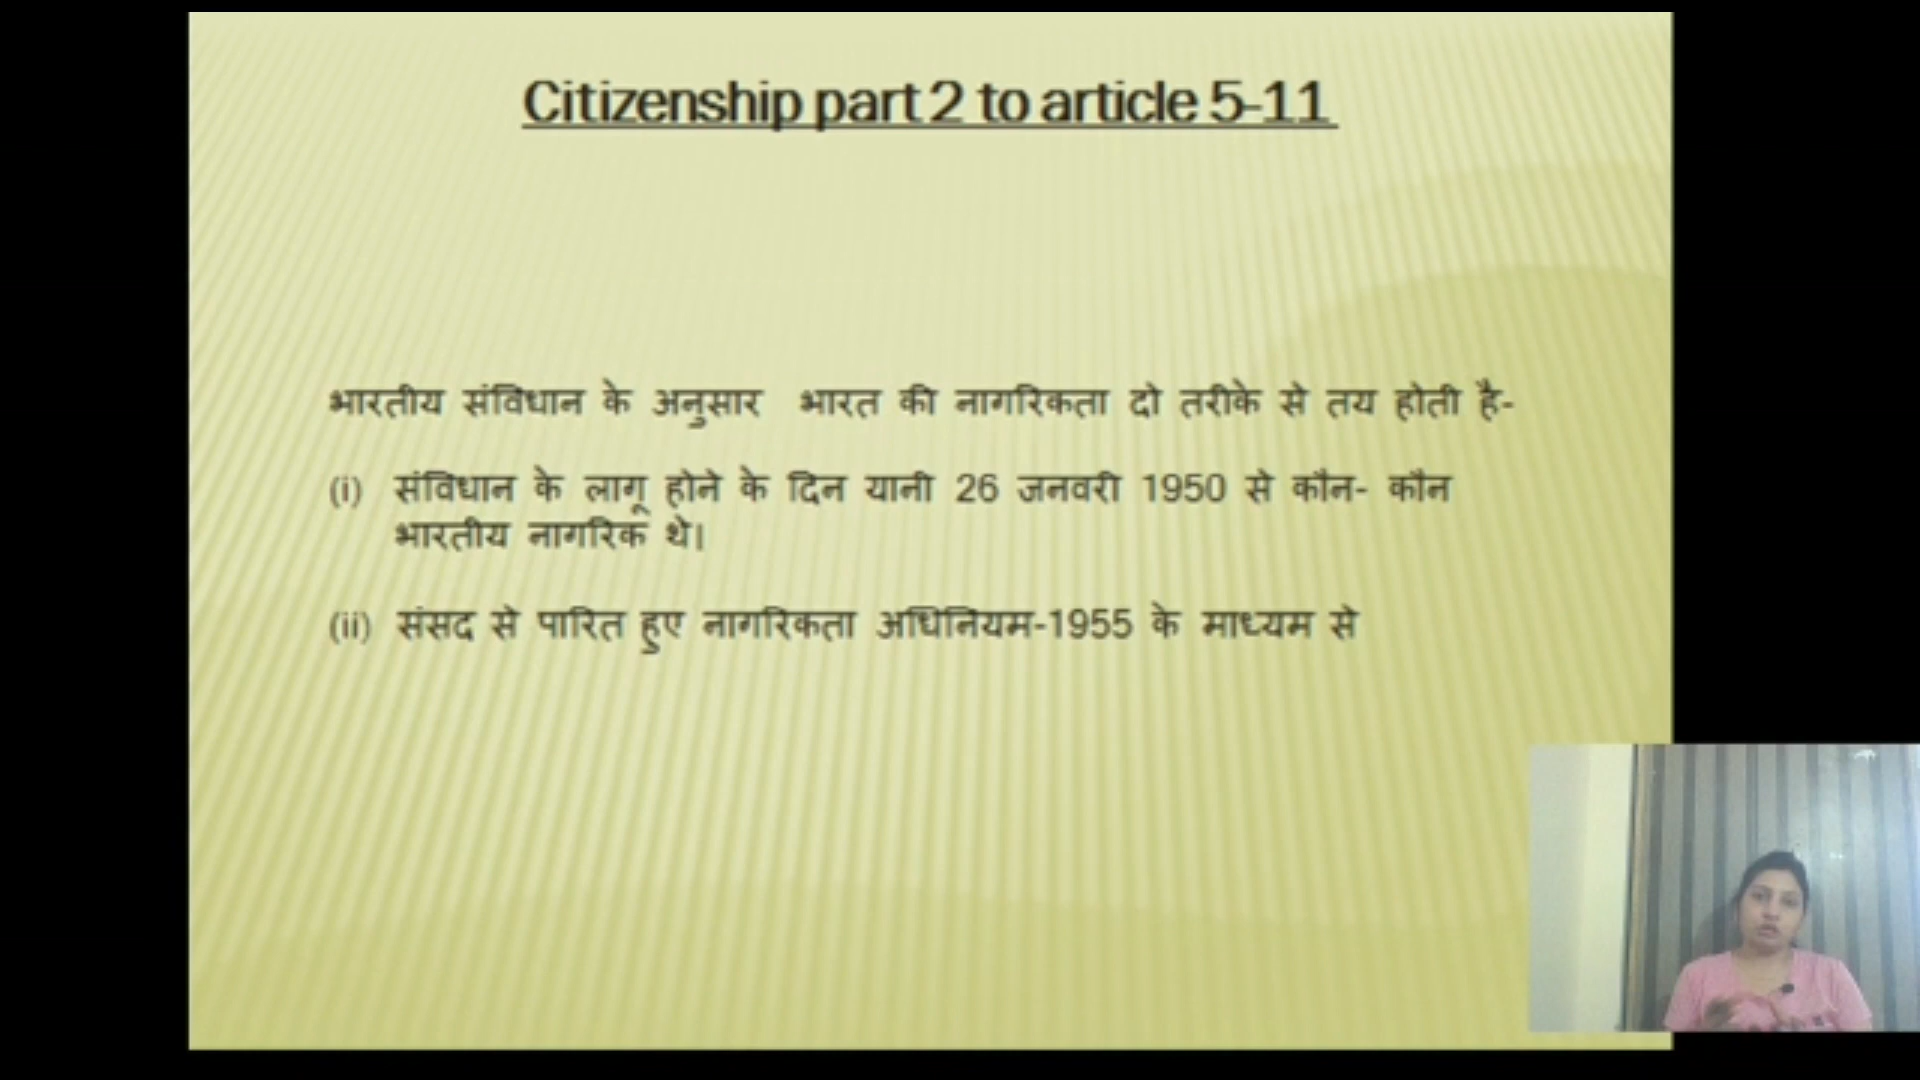 Citizenship part 2 to article 5-11
भारतीय संविधान के अनुसार भारत की नागरिकता दो तरीके से तय होती है-
(i) संविधान के लागू होने के दिन यानी 26 जनवरी 1950 से कौन- कौन
भारतीय नागरिक थे।
(ii) संसद से पारित हुए नागरिकता अधिनियम-1955 के माध्यम से